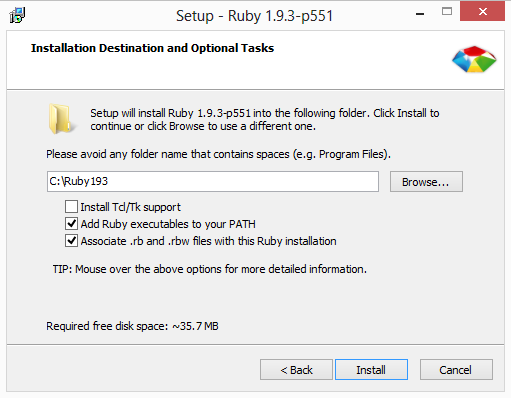 Setup - Ruby 1.9.3-p551
Installation Destination and Optional Tasks
Setup will install Ruby 1.9.3-p551 into the following folder. Click Install to
continue or click Browse to use a different one.
Please avoid any folder name that contains spaces (e.g. Program Files).
C:\Ruby193
Browse...
Install Tcl/Tk support
Add Ruby executables to your PATH
Associate .rb and .rbw files with this Ruby installation
TIP: Mouse over the above options for more detailed information.
Required free disk space: ~35.7 MB
< Back
Install
Cancel